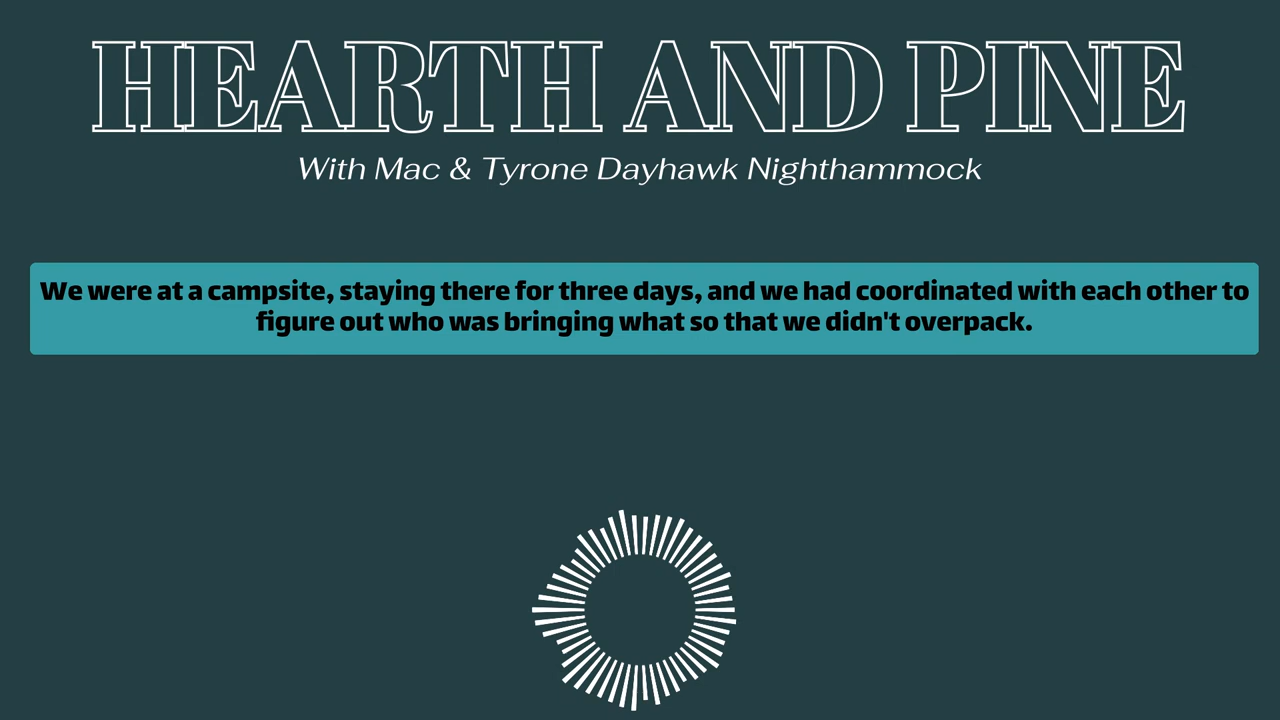 HEARTH AND PINE
With Mac & Tyrone Dayhawk Nighthammock
We were at a campsite, staying there for three days, and we had coordinated with each other to
figure out who was bringing what so that we didn't overpack.